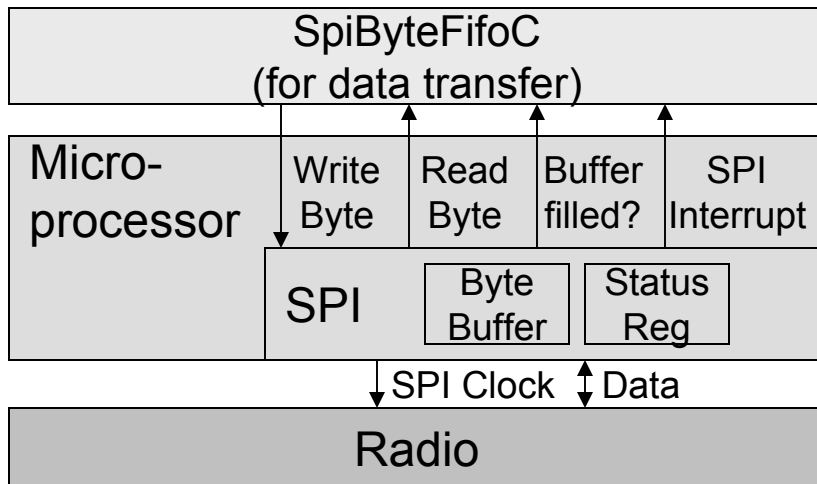 SpiByteFifoC
(for data transfer)
Micro-
processor
Write
Byte
Read
Byte
Buffer
filled?
SPI
Interrupt
SPI
Byte
Buffer
Status
Reg
SPI Clock
Data
Radio